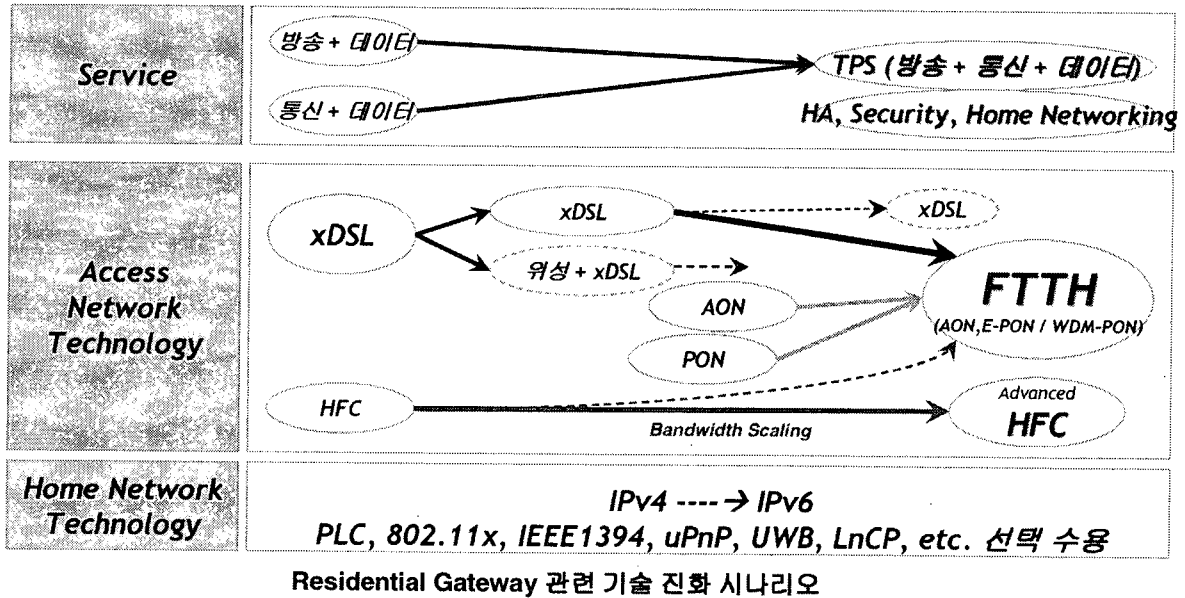 Service
방송 + 데이터
통신 + 데이터
TPS (방송 + 통신 + 데이터)
HA, Security, Home Networking
Access
Network
Technology
xDSL
xDSL
xDSL
위성 + xDSL
AON
PON
FTTH
(AON,E-PON / WDM-PON)
HFC
Bandwidth Scaling
Advanced
HFC
Home Network
Technology
IPv4 ----→ IPv6
PLC, 802.11x, IEEE1394, uPnP, UWB, LnCP, etc. 선택 수용
Residential Gateway 관련 기술 진화 시나리오